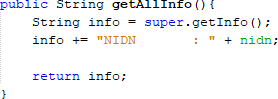 public String getAllInfo(){
    String info = super.getInfo();
    info += "NIDN       : " + nidn;

    return info;
}